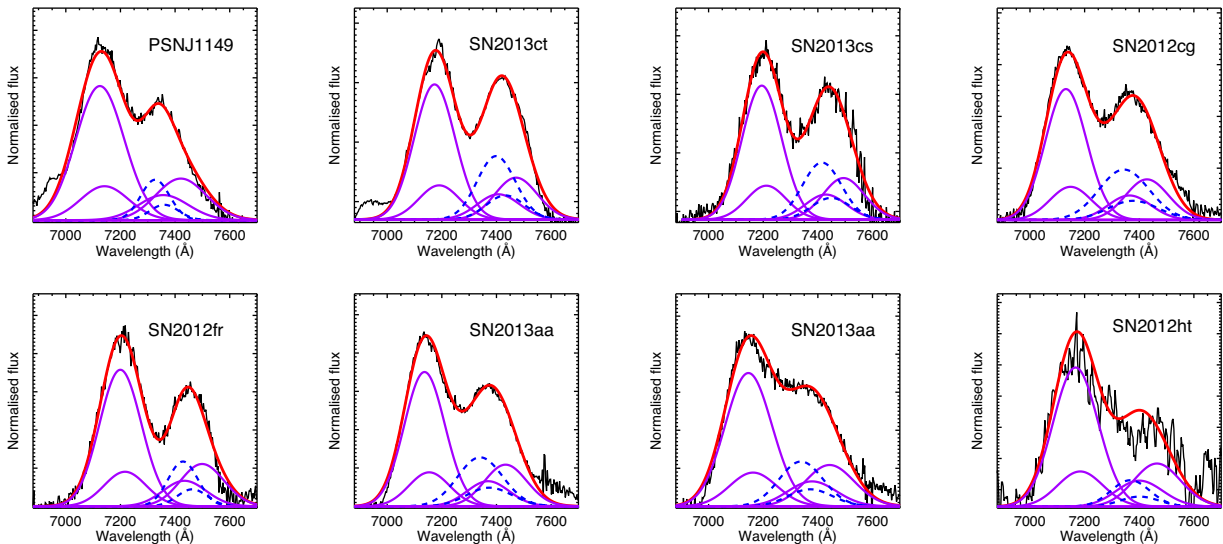 PSNJ1149
Normalised flux
7000 7200 7400 7600
Wavelength (Å)
SN2013ct
Normalised flux
7000 7200 7400 7600
Wavelength (Å)
SN2013cs
Normalised flux
7000 7200 7400 7600
Wavelength (Å)
SN2012cg
Normalised flux
7000 7200 7400 7600
Wavelength (Å)
SN2012fr
Normalised flux
7000 7200 7400 7600
Wavelength (Å)
SN2013aa
Normalised flux
7000 7200 7400 7600
Wavelength (Å)
SN2013aa
Normalised flux
7000 7200 7400 7600
Wavelength (Å)
SN2012ht
Normalised flux
7000 7200 7400 7600
Wavelength (Å)